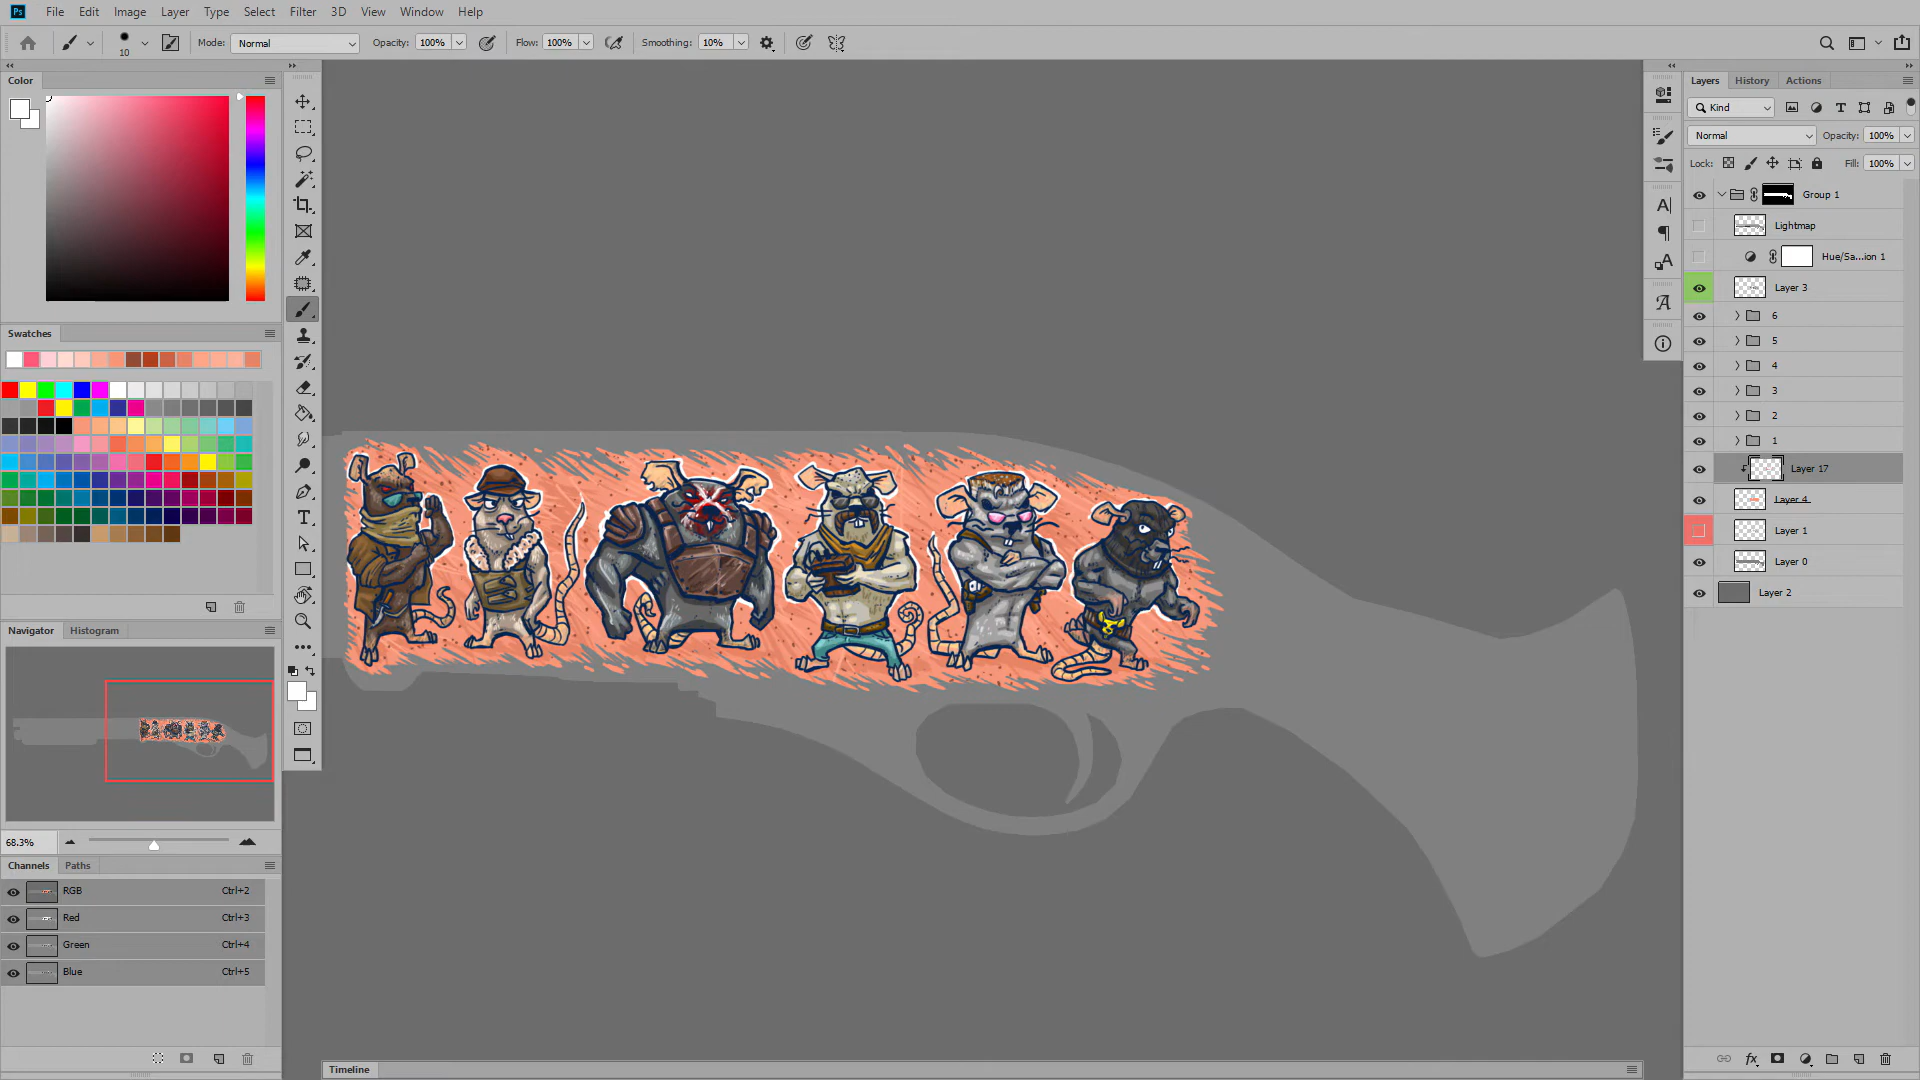 Ps File Edit Image Layer Type Select Filter 3D View Window Help
10 Mode: Normal Opacity: 100% Flow: 100% Smoothing: 10%
Color
Swatches
Navigator Histogram
68.3%
Channels Paths
RGB Ctrl+2
Red Ctrl+3
Green Ctrl+4
Blue Ctrl+5
Timeline
Layers History Actions
Kind
Normal Opacity: 100%
Lock: Fill: 100%
Group 1
Lightmap
Hue/Sa...ion 1
Layer 3
6
5
4
3
2
1
Layer 17
Layer 4
Layer 1
Layer 0
Layer 2